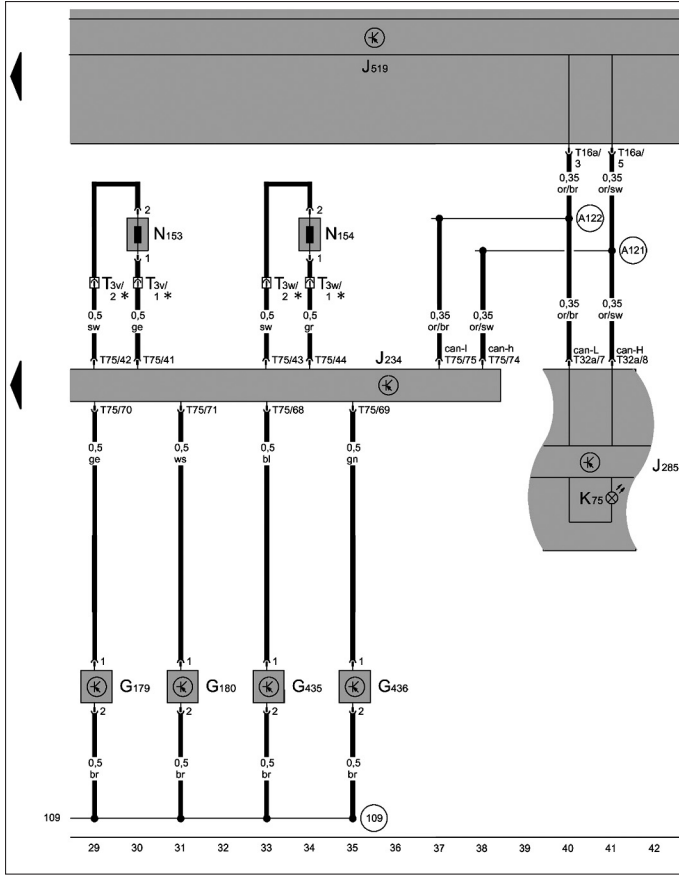 J519
T16a/ T16a/
3 5
0,35 0,35
or/br or/sw
2 2
N153 N154
A122
A121
1 1
T3v/ T3v/ T3w/ T3w/
2 * 1 * 2 * 1 *
0,5 0,5 0,5 0,5 0,35 0,35 0,35 0,35
sw ge sw gr or/br or/sw or/br or/sw
can-l can-h can-L can-H
T75/42 T75/41 T75/43 T75/44 J234 T75/75 T75/74 T32a/7 T32a/8
T75/70 T75/71 T75/68 T75/69
0,5 0,5 0,5 0,5
ge ws bl gn
J285
K75
1 1 1 1
G179 G180 G435 G436
2 2 2 2
0,5 0,5 0,5 0,5
br br br br
109 109
29 30 31 32 33 34 35 36 37 38 39 40 41 42